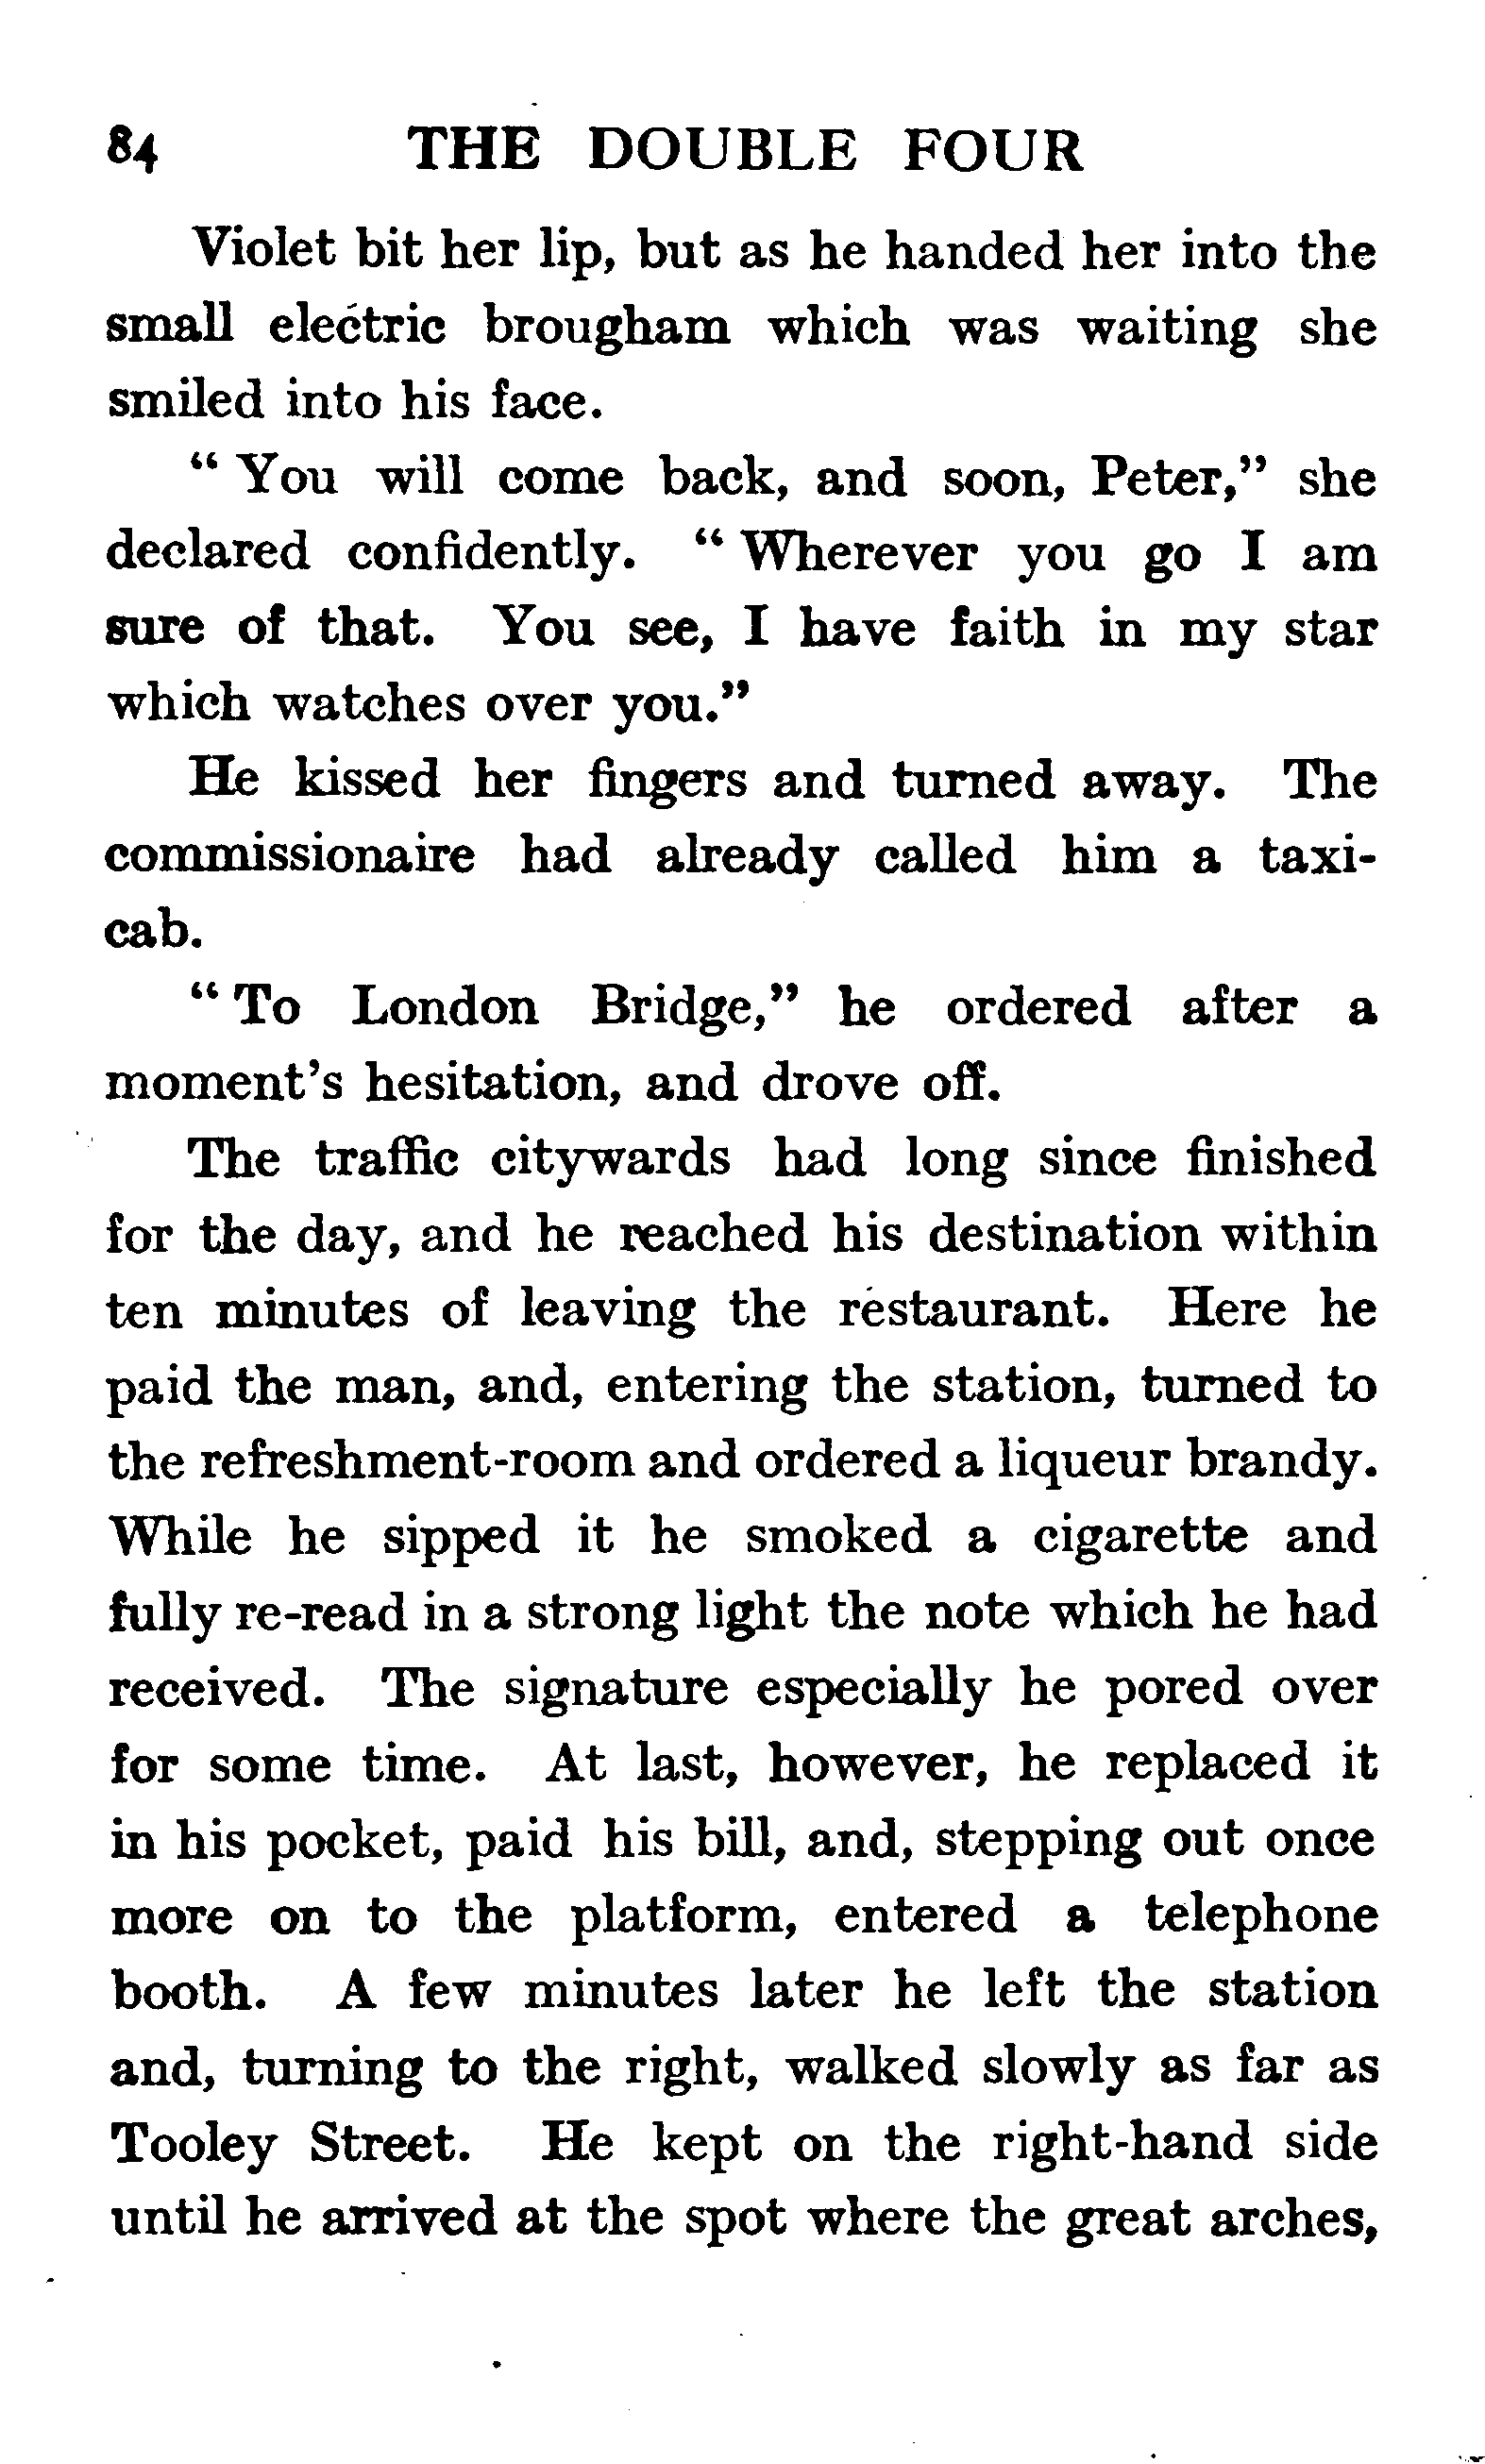 84 THE DOUBLE FOUR
Violet bit her lip, but as he handed her into the
small electric brougham which was waiting she
smiled into his face.
“ You will come back, and soon, Peter,” she
declared confidently. “ Wherever you go I am
sure of that. You see, I have faith in my star
which watches over you.”
He kissed her fingers and turned away. The
commissionaire had already called him a taxi-
cab.
“ To London Bridge,” he ordered after a
moment's hesitation, and drove off.
The traffic citywards had long since finished
for the day, and he reached his destination within
ten minutes of leaving the restaurant. Here he
paid the man, and, entering the station, turned to
the refreshment-room and ordered a liqueur brandy.
While he sipped it he smoked a cigarette and
fully re-read in a strong light the note which he had
received. The signature especially he pored over
for some time. At last, however, he replaced it
in his pocket, paid his bill, and, stepping out once
more on to the platform, entered a telephone
booth. A few minutes later he left the station
and, turning to the right, walked slowly as far as
Tooley Street. He kept on the right-hand side
until he arrived at the spot where the great arches,